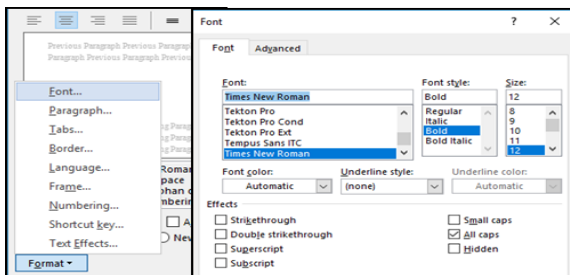 Previous Paragraph Previous Paragraph
Paragraph Previous Paragraph Previous
Font...
Paragraph...
Tabs...
Border...
Language...
Frame...
Numbering...
Shortcut key...
Text Effects...
Format
Roman
pace
phan
A
New
Font
?
Font
Advanced
Font:
Times New Roman
Tekton Pro
Tekton Pro Cond
Tekton Pro Ext
Tempus Sans ITC
Times New Roman
Font style:
Bold
Regular
Italic
Bold
Bold Italic
Size:
12
8
9
10
11
12
Font color:
Automatic
Underline style:
(none)
Underline color:
Automatic
Effects
Strikethrough
Double strikethrough
Superscript
Subscript
Small caps
All caps
Hidden